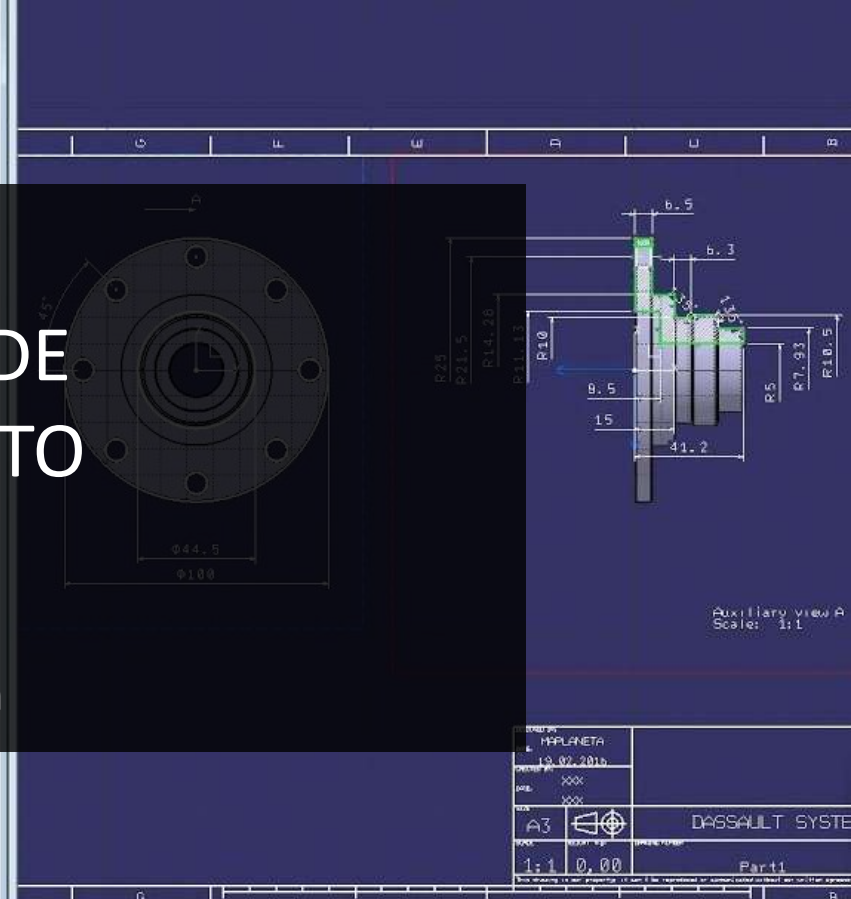 G F E D C B
A
6.5
6.3
45°
DE
TO
R25
R21.5
R14.28
R11.13
R10
135°
R5
R7.93
R10.5
9.5
15
41.2
Φ44.5
Φ100
Auxiliary view A
Scale: 1:1
MAPLANETA
19.02.2016
XXX
XXX
A3
DASSAULT SYSTE
1:1 0,00 Part1
G B